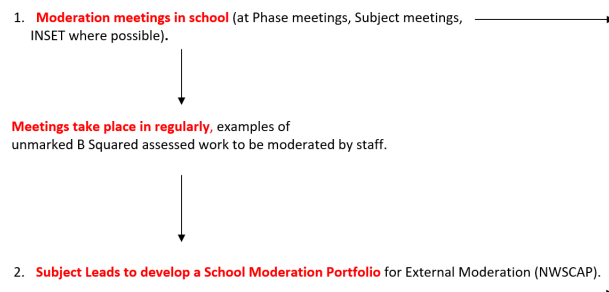 1. Moderation meetings in school (at Phase meetings, Subject meetings,
INSET where possible).
Meetings take place in regularly, examples of
unmarked B Squared assessed work to be moderated by staff.
2. Subject Leads to develop a School Moderation Portfolio for External Moderation (NWSCAP).